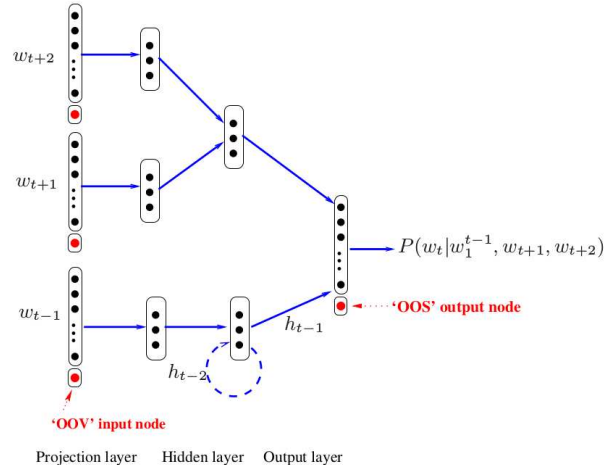 w_{t+2}
w_{t+1}
w_{t-1}
h_{t-2}
h_{t-1}
P(w_t|w_1^{t-1}, w_{t+1}, w_{t+2})
'OOS' output node
'OOV' input node
Projection layer Hidden layer Output layer